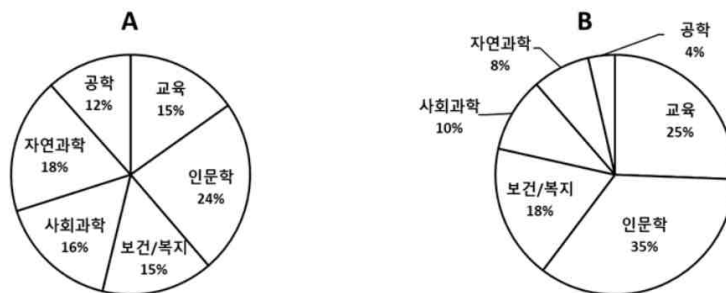 A
공학
12%
교육
15%
자연과학
18%
인문학
24%
사회과학
16%
보건/복지
15%
B
공학
4%
자연과학
8%
사회과학
10%
교육
25%
보건/복지
18%
인문학
35%